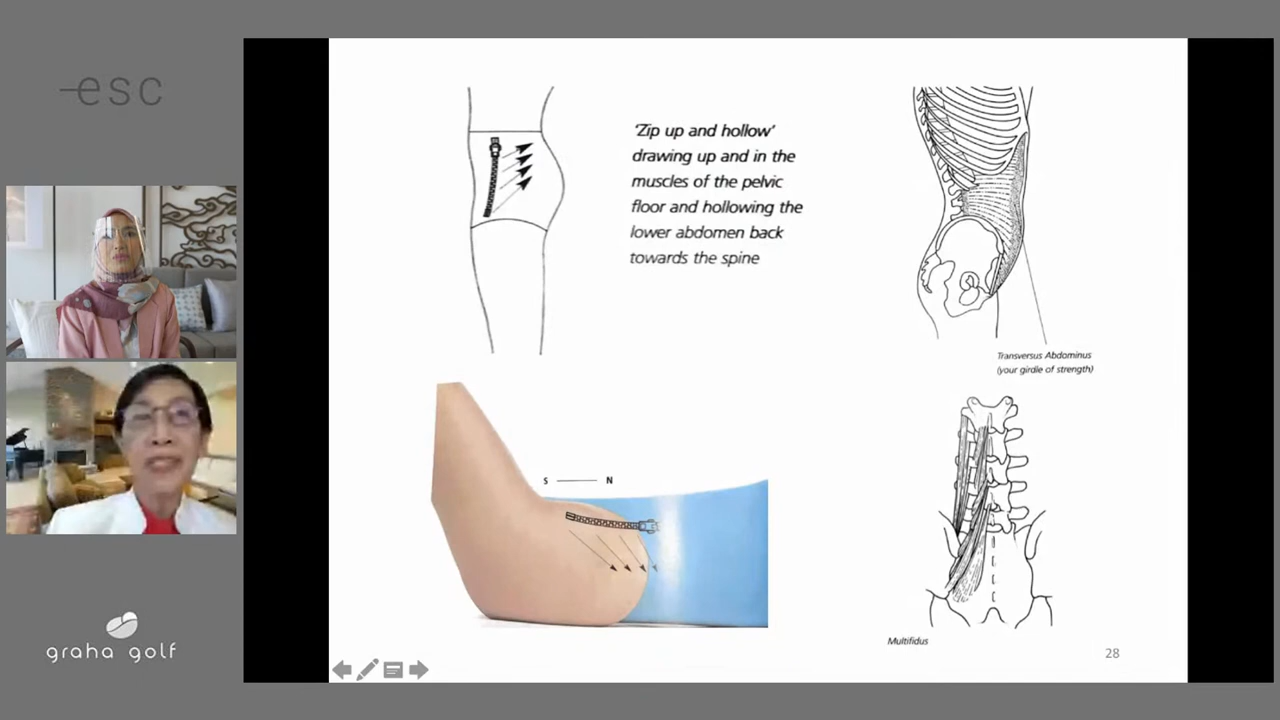 esc
'Zip up and hollow'
drawing up and in the
muscles of the pelvic
floor and hollowing the
lower abdomen back
towards the spine
Transversus Abdominus
(your girdle of strength)
S
N
Multifidus
28
graha golf